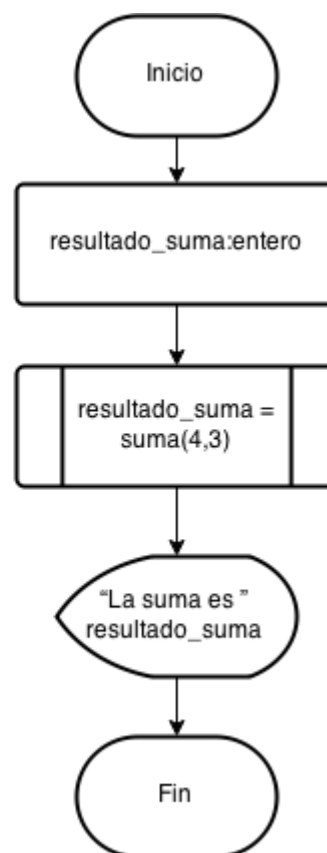 Inicio
resultado_suma:entero
resultado_suma =
suma(4,3)
“La suma es ”
resultado_suma
Fin